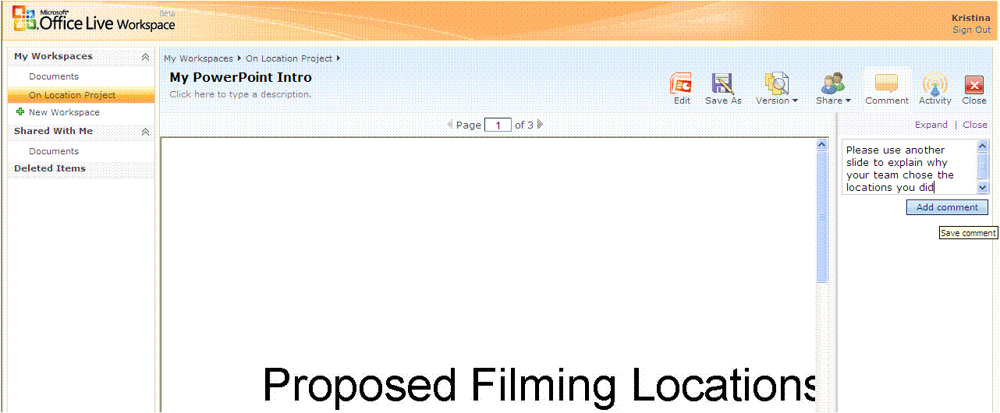 Microsoft®
Office Live Workspace Beta
Kristina
Sign Out
My Workspaces
Documents
On Location Project
New Workspace
Shared With Me
Documents
Deleted Items
My Workspaces On Location Project
My PowerPoint Intro
Click here to type a description.
Edit Save As Version Share Comment Activity Close
Page 1 of 3
Expand | Close
Please use another
slide to explain why
your team chose the
locations you did
Add comment
Save comment
Proposed Filming Locations